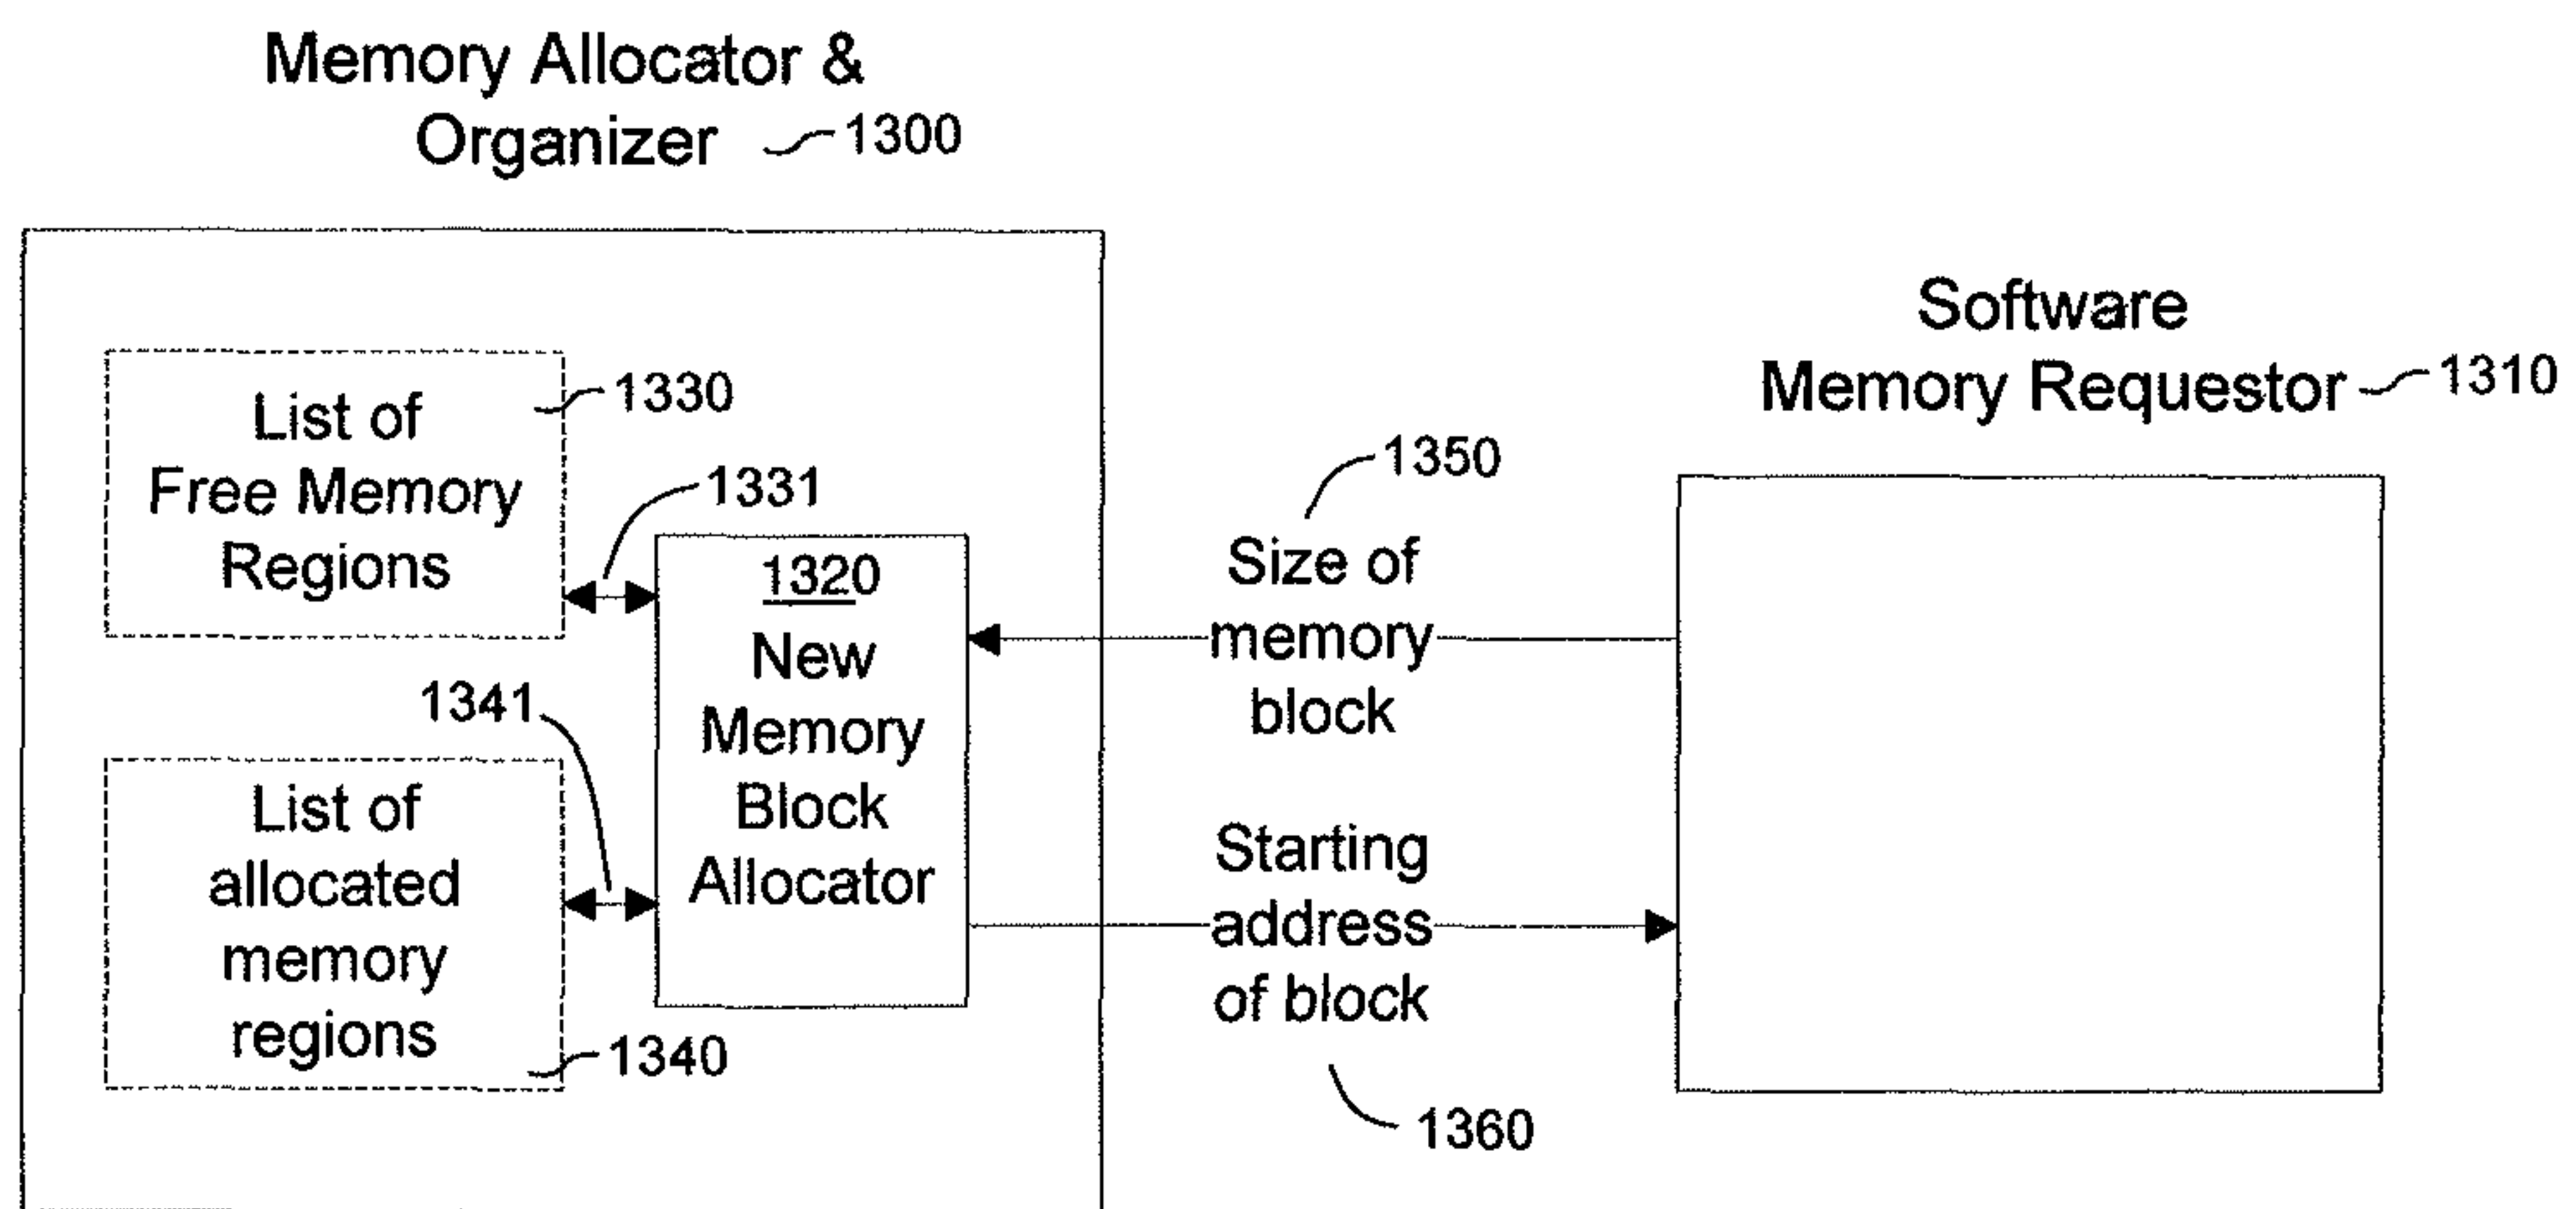 Memory Allocator &
Organizer 1300
Software
Memory Requestor 1310
List of
Free Memory
Regions
1330
1331
1350
1320
New
Memory
Block
Allocator
Size of
memory
block
1341
List of
allocated
memory
regions
1340
Starting
address
of block
1360